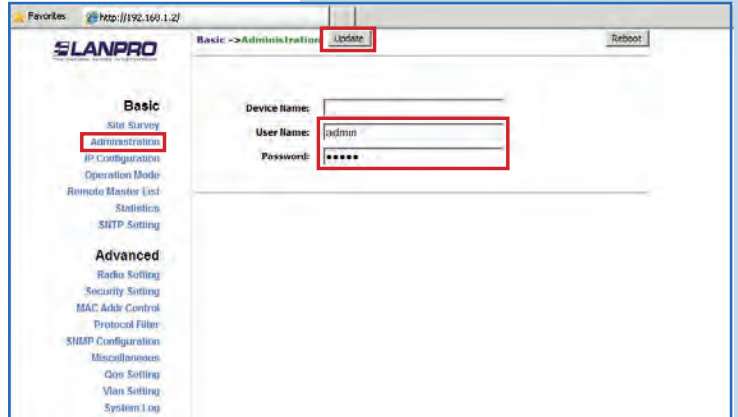 Favorites http://192.168.1.2/
LANPRO
Basic ->Administration Update Reboot
Device Name:
User Name: admin
Password: •••••
Basic
Site Survey
Administration
IP Configuration
Operation Mode
Remote Master List
Statistics
SNTP Setting
Advanced
Radio Setting
Security Setting
MAC Addr Control
Protocol Filter
SNMP Configuration
Miscellaneous
Qos Setting
Vlan Setting
System Log